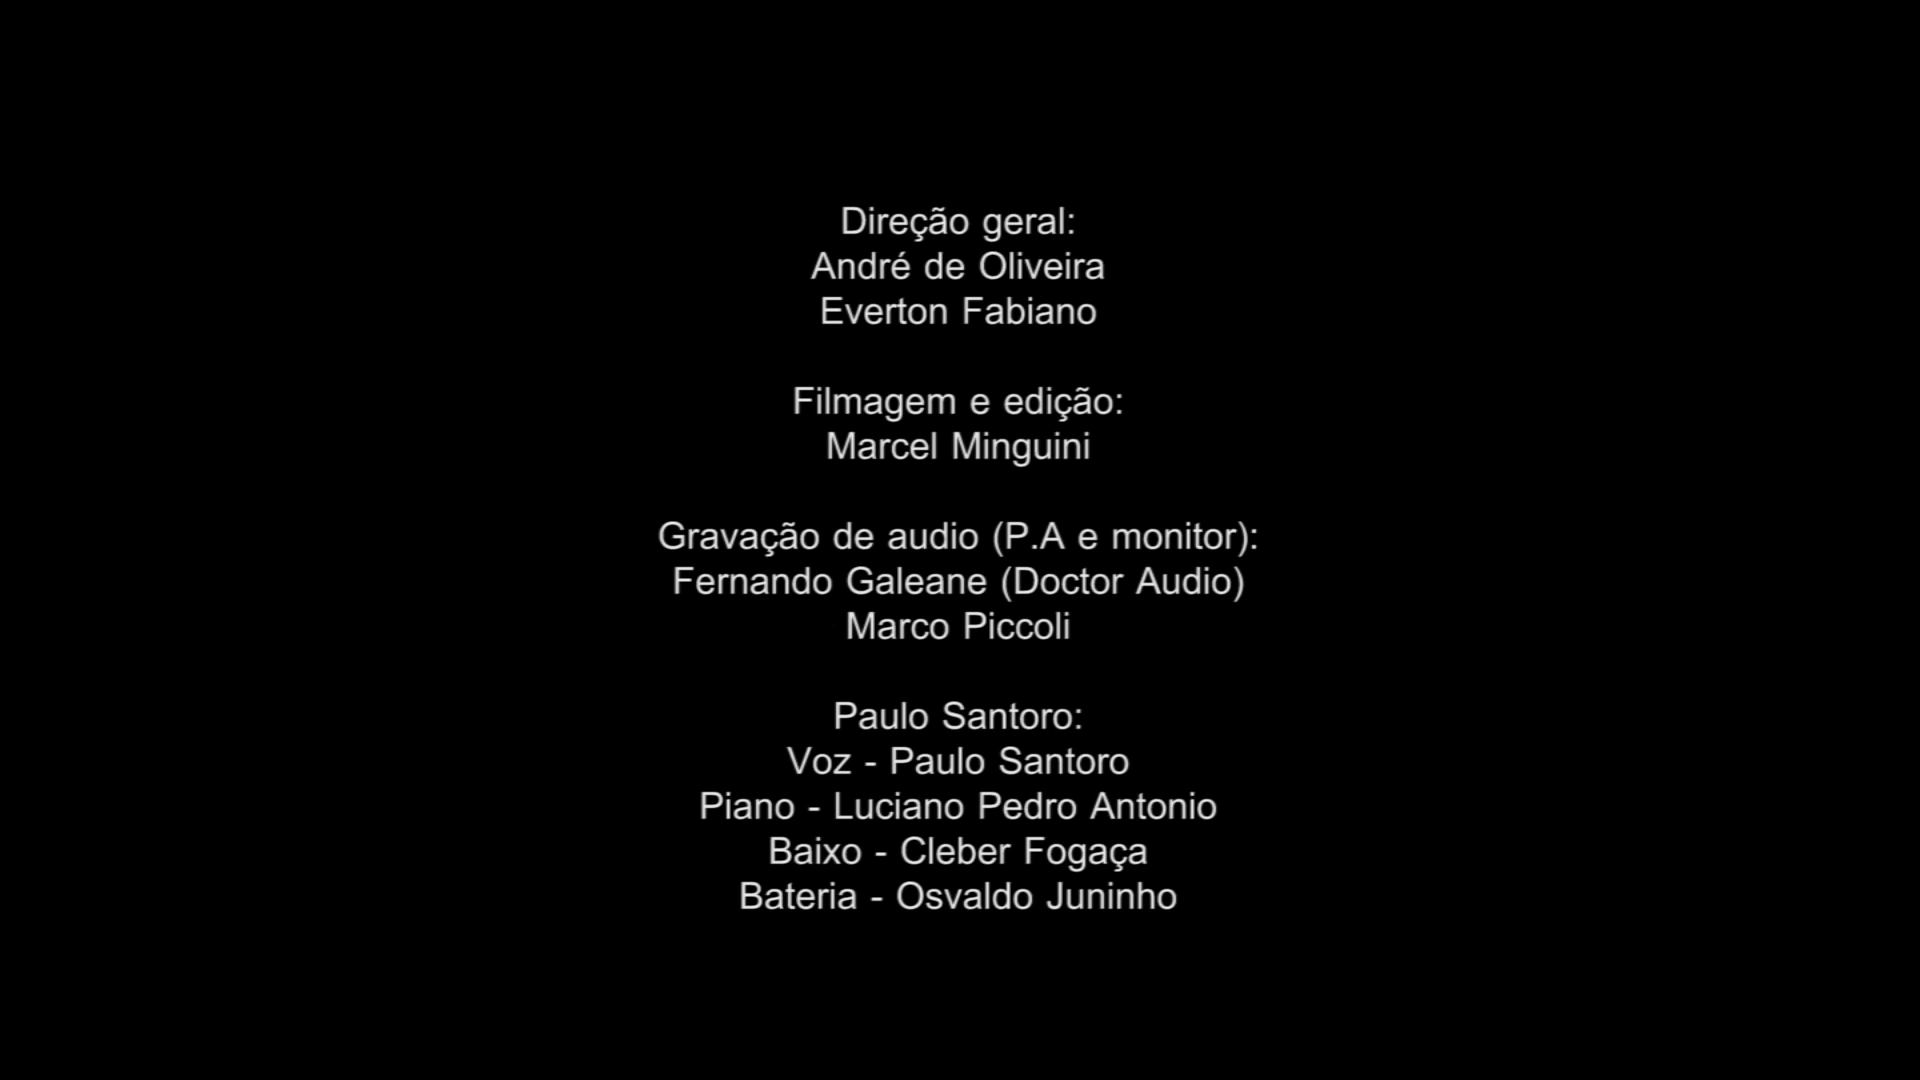 Direção geral:
André de Oliveira
Everton Fabiano
Filmagem e edição:
Marcel Minguini
Gravação de audio (P.A e monitor):
Fernando Galeane (Doctor Audio)
Marco Piccoli
Paulo Santoro:
Voz - Paulo Santoro
Piano - Luciano Pedro Antonio
Baixo - Cleber Fogaça
Bateria - Osvaldo Juninho